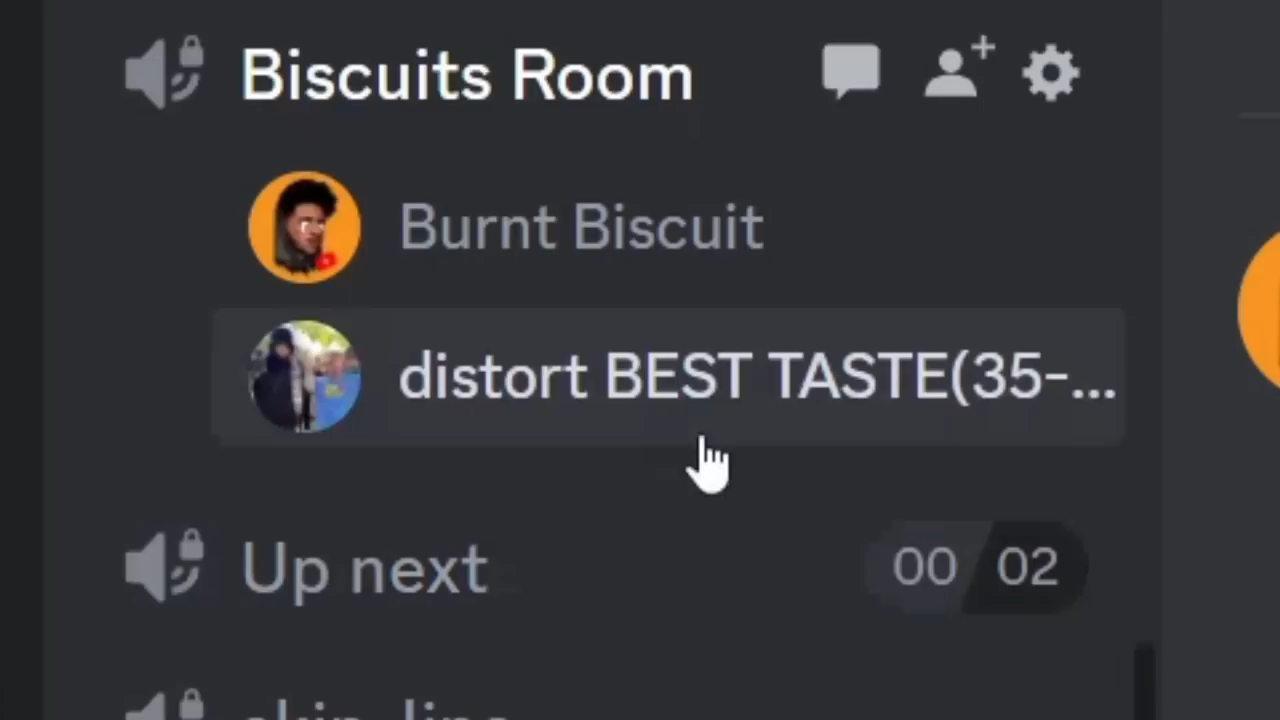 Biscuits Room
Burnt Biscuit
distort BEST TASTE(35-...
Up next
00 02